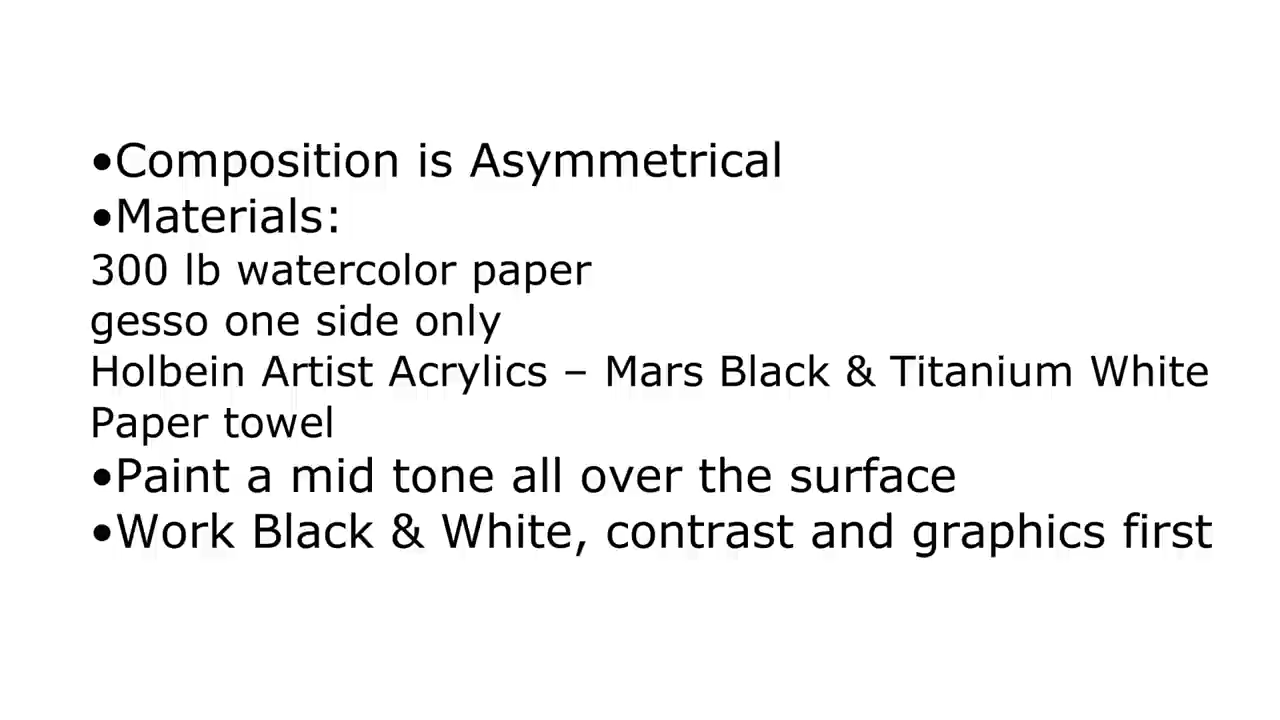 •Composition is Asymmetrical
•Materials:
300 lb watercolor paper
gesso one side only
Holbein Artist Acrylics – Mars Black & Titanium White
Paper towel
•Paint a mid tone all over the surface
•Work Black & White, contrast and graphics first